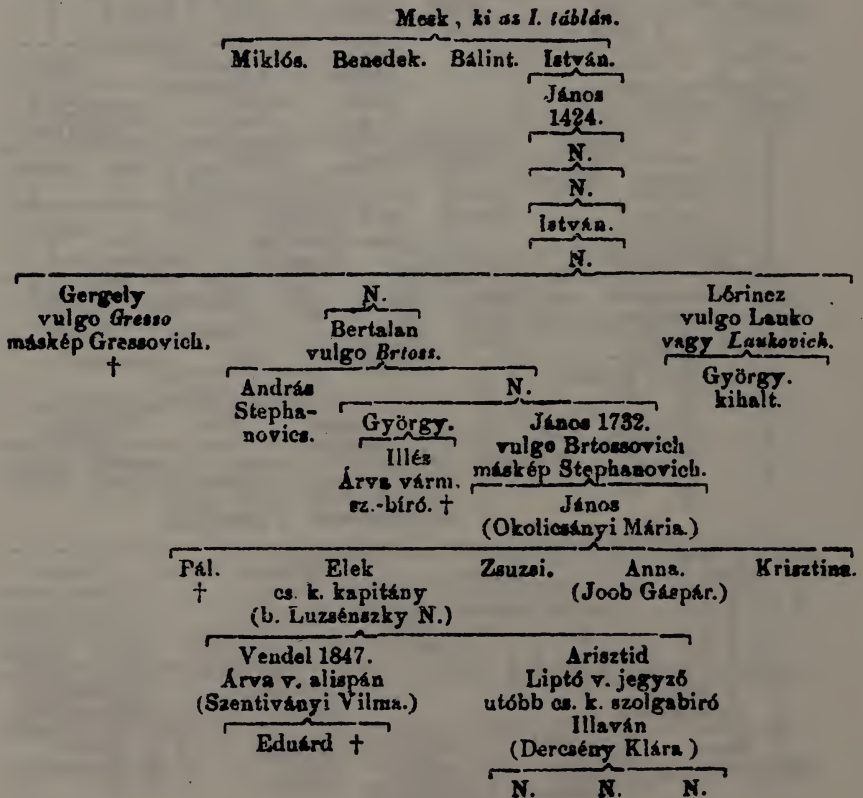 Mesk, ki az I. táblán.
Miklós. Benedek. Bálint. István.
János
1424.
N.
N.
István.
N.
Gergely N. Lőrincz
vulgo Gresso Bertalan vulgo Lauko
máskép Gressovich. vulgo Brtoss. vagy Laukovich.
† György.
kihalt.
András N.
Stepha-
novics.
György. János 1732.
Illés vulgo Brtossovich
Árva várm. máskép Stephanovich.
sz.-bíró. † János
(Okolicsányi Mária.)
Pál. Elek Zsuzsi. Anna. Krisztina.
† cs. k. kapitány (Joob Gáspár.)
(b. Luzsénszky N.)
Vendel 1847. Arisztid
Árva v. alispán Liptó v. jegyző
(Szentiványi Vilma.) utóbb cs. k. szolgabiró
Eduárd † Illaván
(Dercsény Klára)
N. N. N.